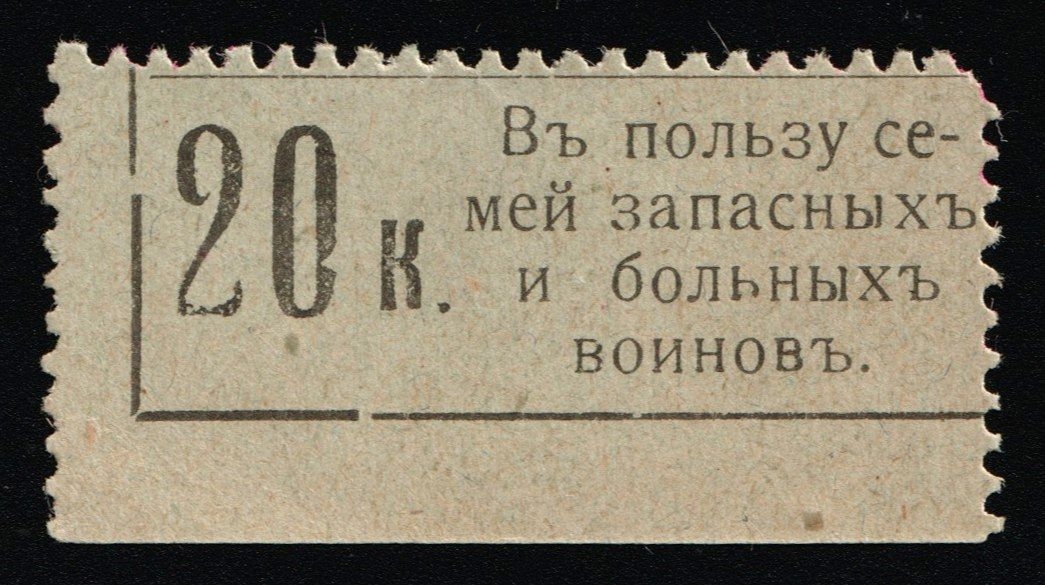 20 к.
Въ пользу се-
мей запасныхъ
и больныхъ
воиновъ.